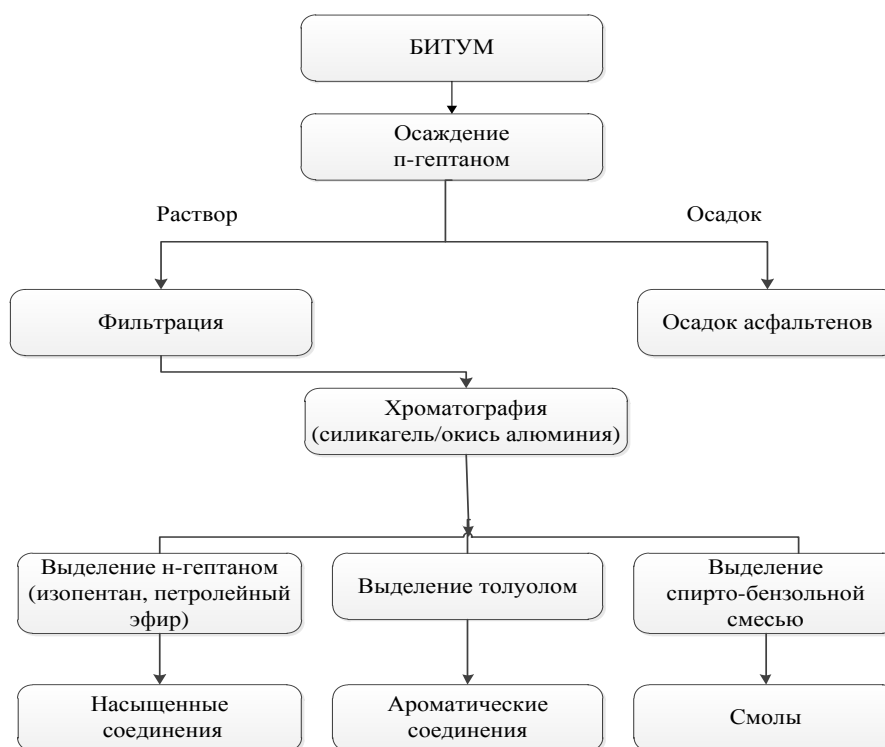 БИТУМ
Осаждение
п-гептаном
Раствор
Осадок
Фильтрация
Осадок асфальтенов
Хроматография
(силикагель/окись алюминия)
Выделение н-гептаном
(изопентан, петролейный
эфир)
Выделение толуолом
Выделение
спирто-бензольной
смесью
Насыщенные
соединения
Ароматические
соединения
Смолы